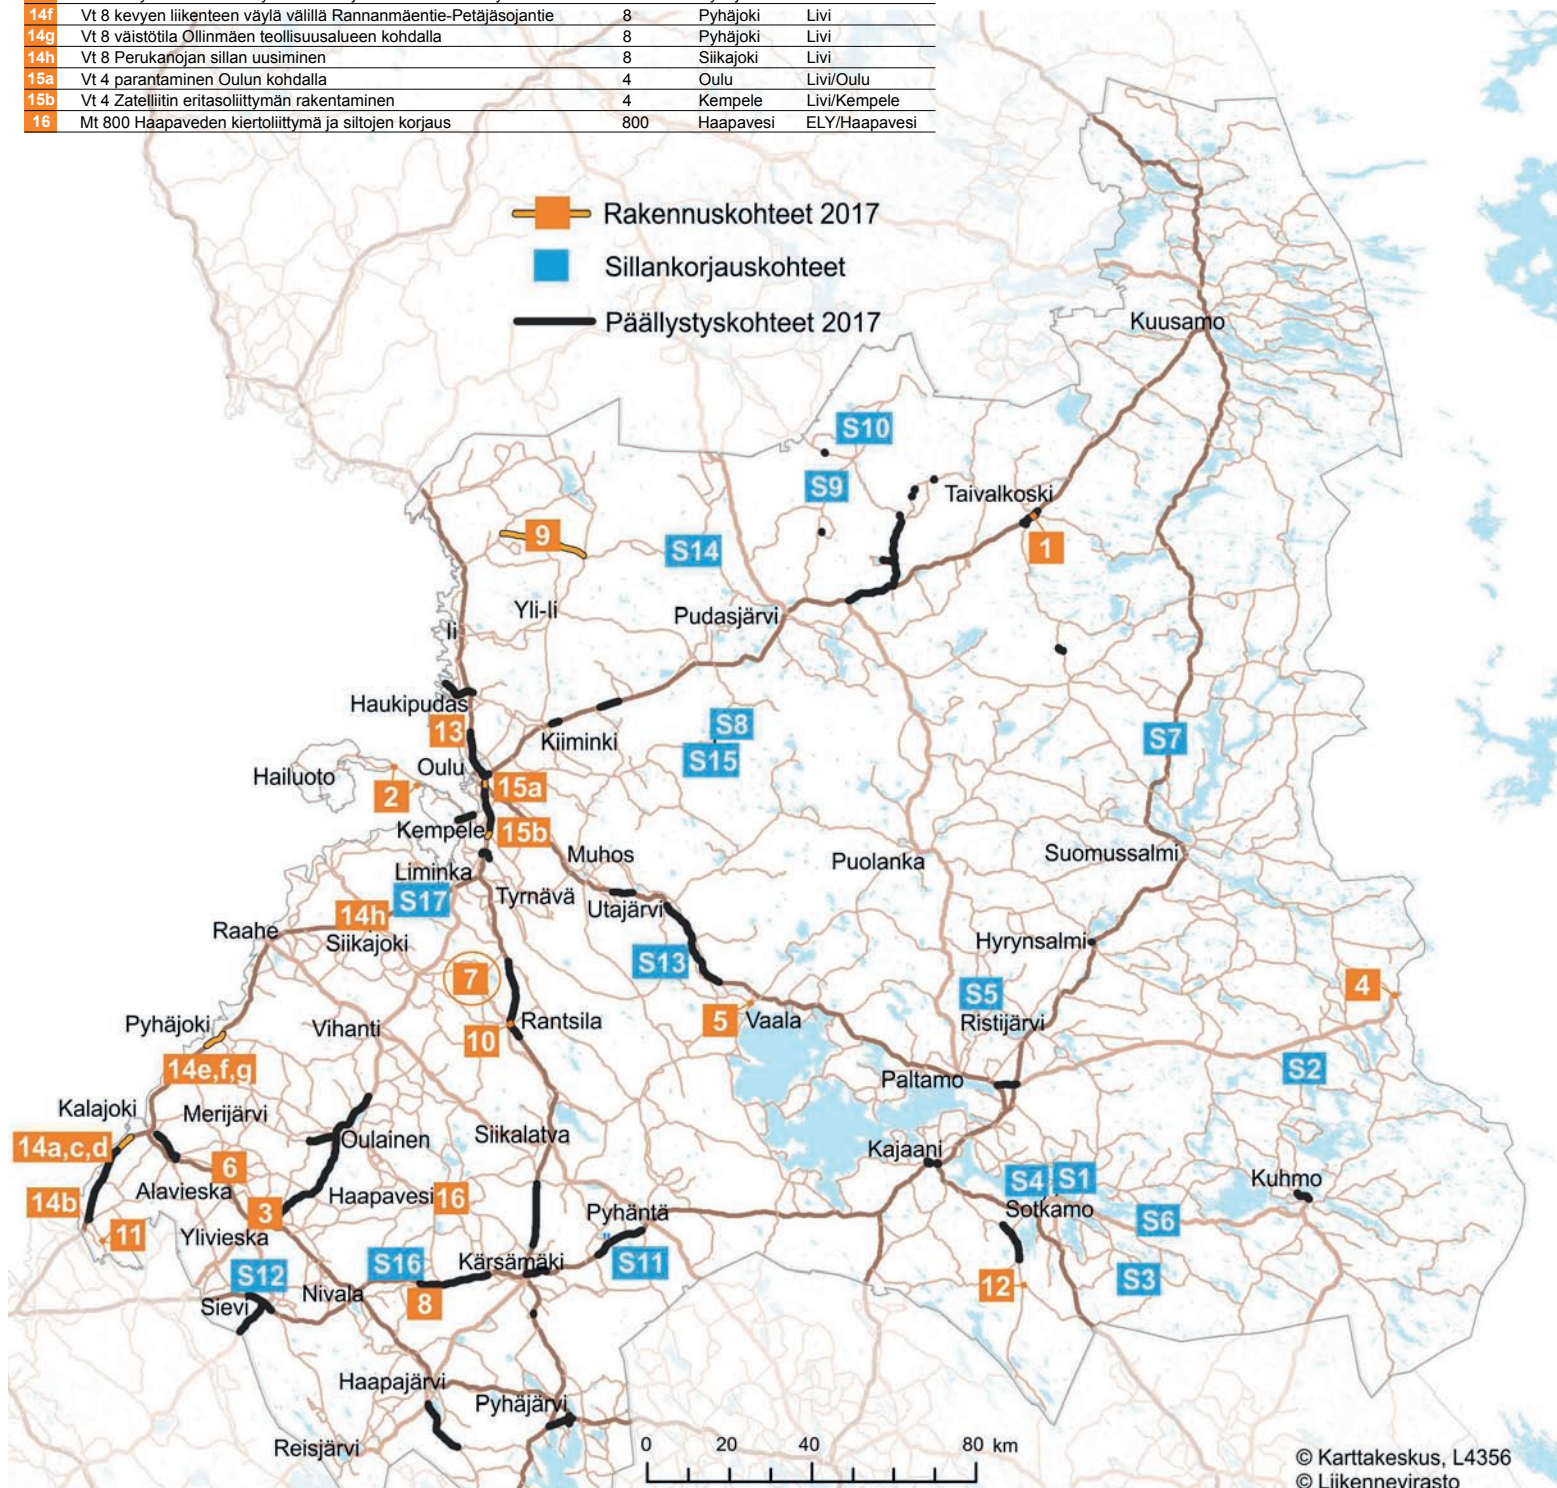 14f Vt 8 kevyen liikenteen väylä välillä Rannanmäentie-Petäjäsojantie 8 Pyhäjoki Livi
14g Vt 8 väistötila Ollinmäen teollisuusalueen kohdalla 8 Pyhäjoki Livi
14h Vt 8 Perukanojan sillan uusiminen 8 Siikajoki Livi
15a Vt 4 parantaminen Oulun kohdalla 4 Oulu Livi/Oulu
15b Vt 4 Zatelliitin eritasoliittymän rakentaminen 4 Kempele Livi/Kempele
16 Mt 800 Haapaveden kiertoliittymä ja siltojen korjaus 800 Haapavesi ELY/Haapavesi
Rakennuskohteet 2017
Sillankorjauskohteet
Päällystyskohteet 2017
Kuusamo
S10
S9
Taivalkoski
9
S14
1
Yli-Ii
Pudasjärvi
Ii
Haukipudas
13
Kiiminki
S8
S7
S15
Hailuoto
Oulu
2
15a
Kempele
15b
Muhos
Puolanka
Suomussalmi
Liminka
S17
Tyrnävä
Utajärvi
14h
Raahe
Siikajoki
Hyrynsalmi
S13
7
S5
4
Pyhäjoki
Vihanti
Rantsila
10
5
Vaala
Ristijärvi
14e,f,g
S2
Paltamo
Kalajoki
Merijärvi
14a,c,d
Oulainen
Siikalatva
Kajaani
6
S4
S1
Kuhmo
Alavieska
Haapavesi
16
14b
3
Pyhäntä
Sotkamo
S6
11
Ylivieska
S16
Kärsämäki
S11
S12
S3
12
Nivala
8
Sievi
Haapajärvi
Pyhäjärvi
Reisjärvi
0 20 40 80 km
© Karttakeskus, L4356
© Liikennevirasto